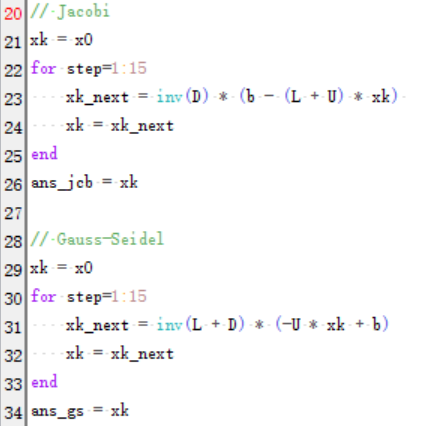 20 // Jacobi
21 xk = x0
22 for step=1:15
23     xk_next = inv(D) * (b - (L + U) * xk)
24     xk = xk_next
25 end
26 ans_jcb = xk
27
28 // Gauss-Seidel
29 xk = x0
30 for step=1:15
31     xk_next = inv(L + D) * (-U * xk + b)
32     xk = xk_next
33 end
34 ans_gs = xk